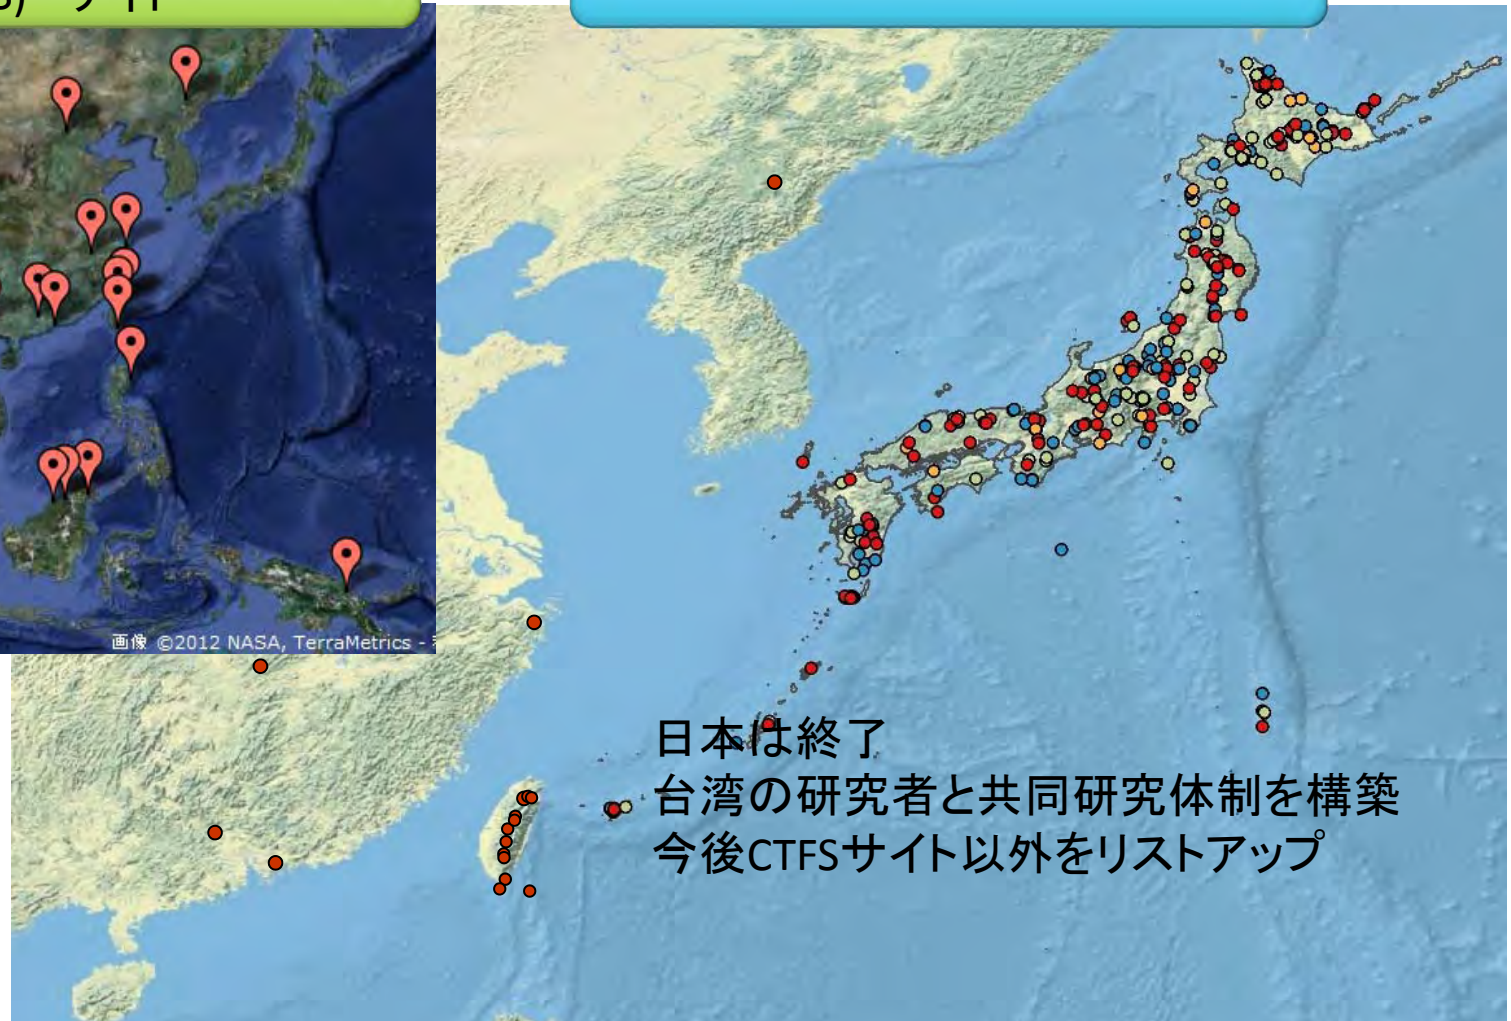 画像 ©2012 NASA, TerraMetrics -
日本は終了
台湾の研究者と共同研究体制を構築
今後CTFSサイト以外をリストアップ